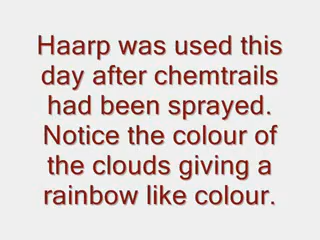 Haarp was used this
day after chemtrails
had been sprayed.
Notice the colour of
the clouds giving a
rainbow like colour.